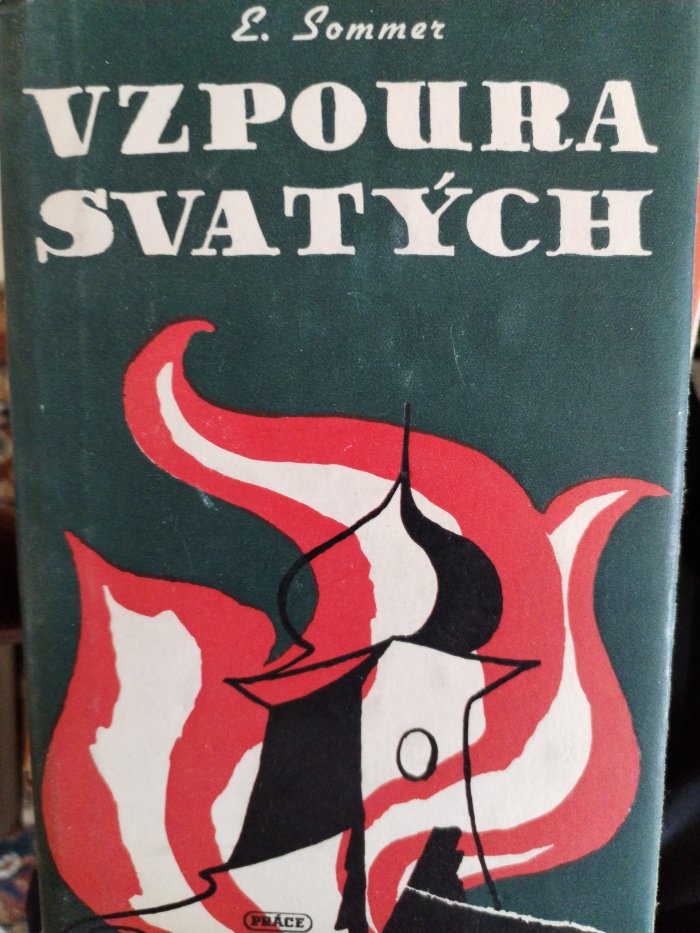 E. Sommer
VZPOURA
SVATÝCH
PRÁCE